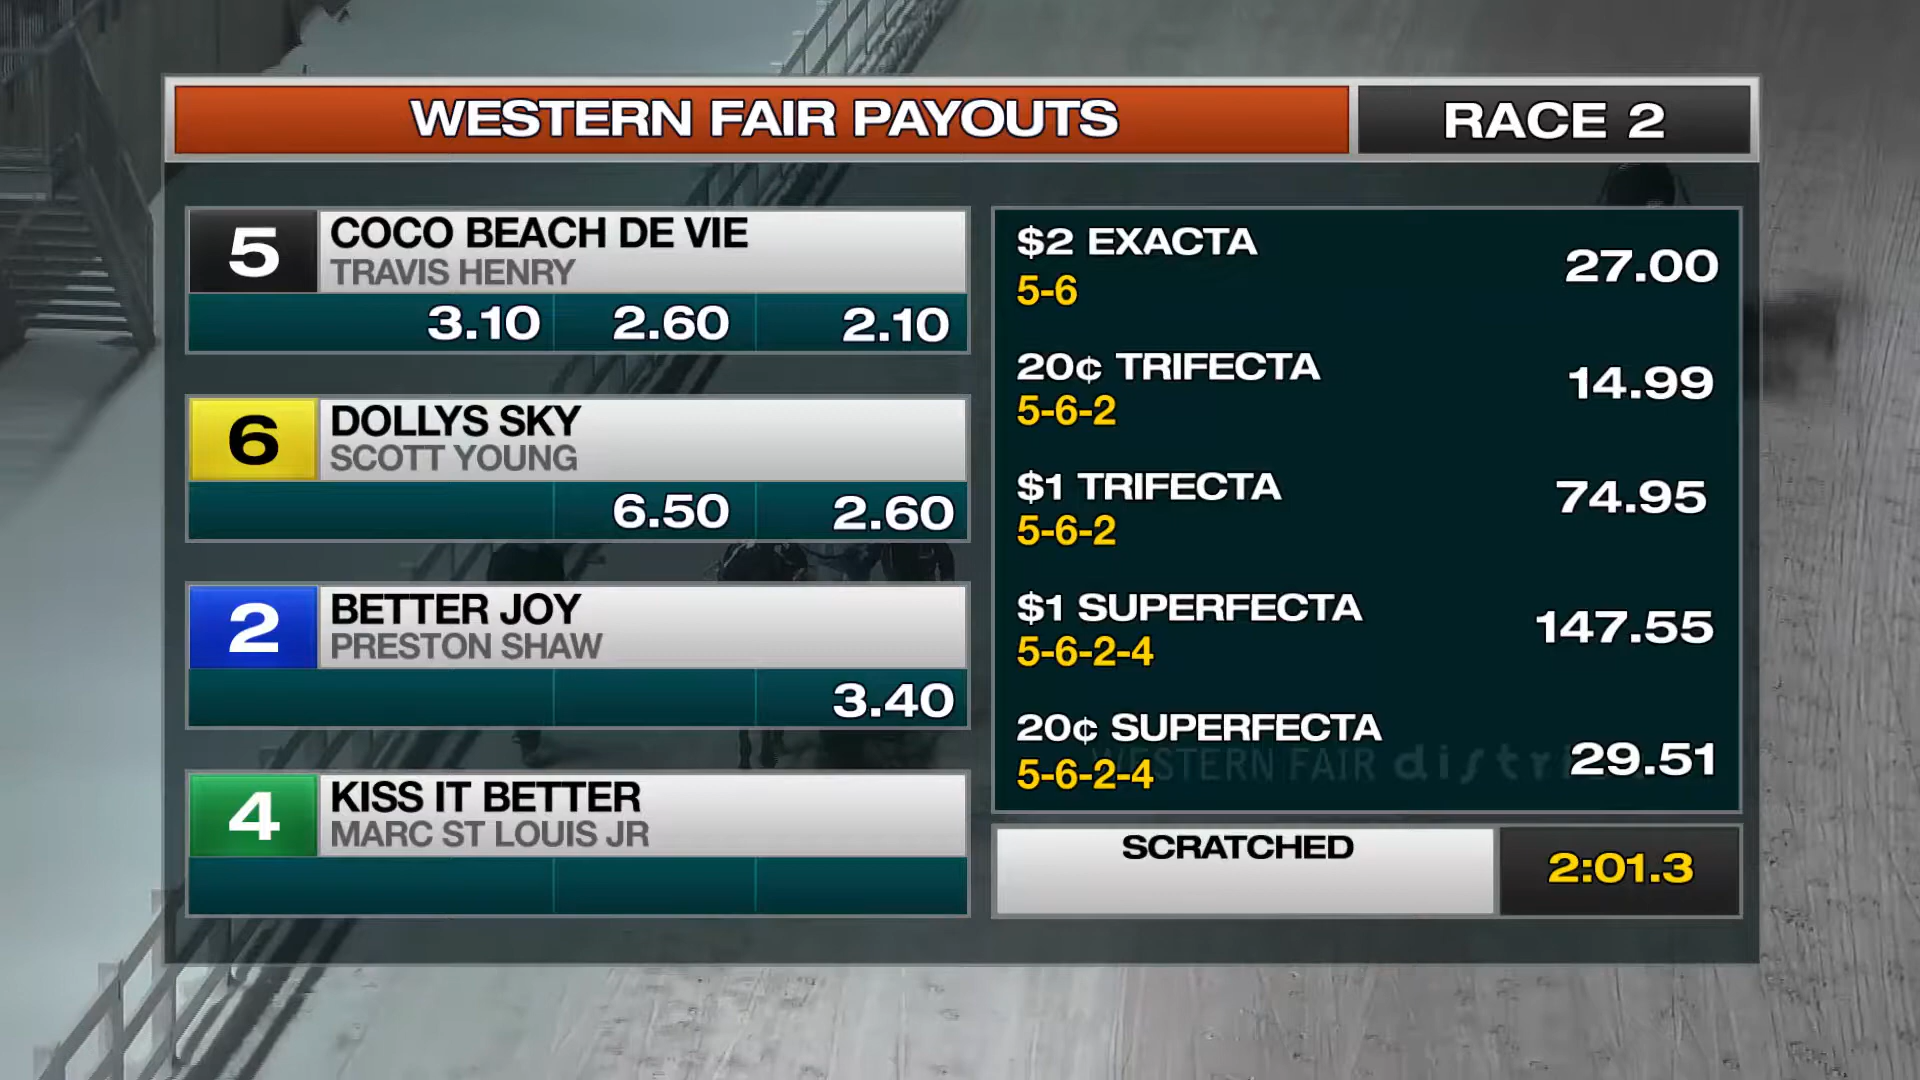 WESTERN FAIR PAYOUTS
RACE 2
5
COCO BEACH DE VIE
TRAVIS HENRY
3.10 2.60 2.10
6
DOLLYS SKY
SCOTT YOUNG
6.50 2.60
2
BETTER JOY
PRESTON SHAW
3.40
4
KISS IT BETTER
MARC ST LOUIS JR
$2 EXACTA
5-6
27.00
20¢ TRIFECTA
5-6-2
14.99
$1 TRIFECTA
5-6-2
74.95
$1 SUPERFECTA
5-6-2-4
147.55
20¢ SUPERFECTA
5-6-2-4
29.51
WESTERN FAIR distri
SCRATCHED
2:01.3